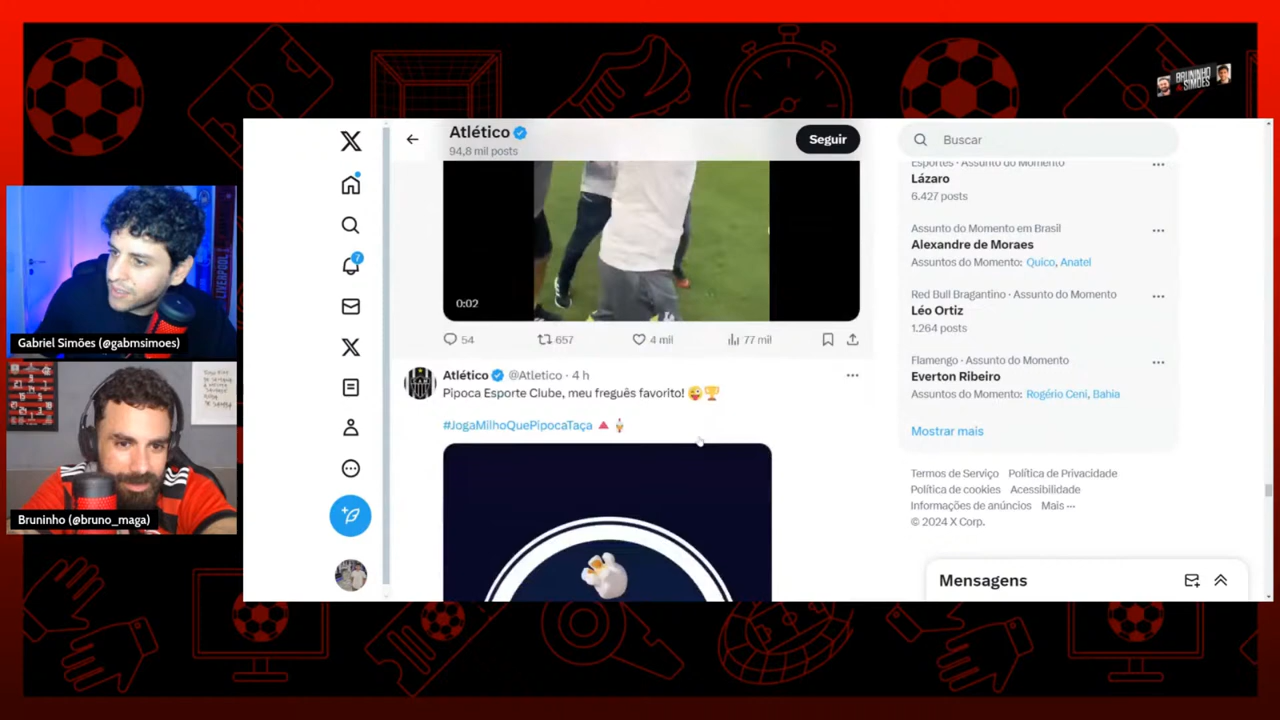 BRUNINHO
& SIMÕES
Atlético
94,8 mil posts
Seguir
Buscar
0:02
54
657
4 mil
77 mil
Atlético @Atletico · 4 h
Pipoca Esporte Clube, meu freguês favorito! 😜🏆
#JogaMilhoQuePipocaTaça
Esportes · Assunto do Momento
Lázaro
6.427 posts
Assunto do Momento em Brasil
Alexandre de Moraes
Assuntos do Momento: Quico, Anatel
Red Bull Bragantino · Assunto do Momento
Léo Ortiz
1.264 posts
Flamengo · Assunto do Momento
Everton Ribeiro
Assuntos do Momento: Rogério Ceni, Bahia
Mostrar mais
Termos de Serviço Política de Privacidade
Política de cookies Acessibilidade
Informações de anúncios Mais ···
© 2024 X Corp.
Mensagens
7
LIVERPOOL
Gabriel Simões (@gabmsimoes)
Bruninho (@bruno_maga)